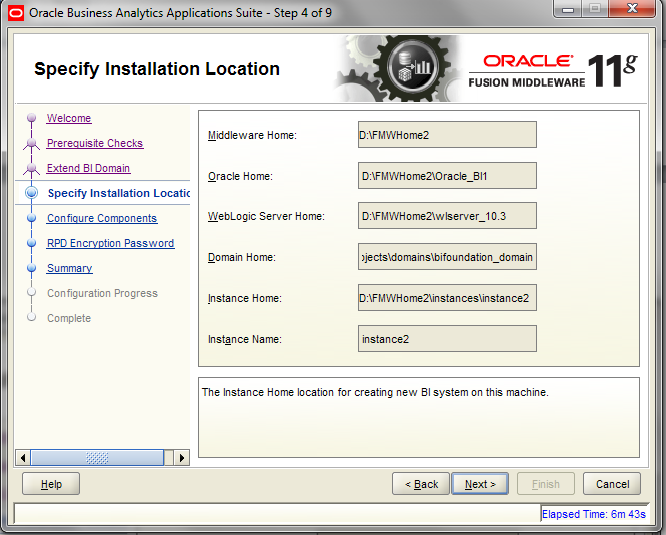 Oracle Business Analytics Applications Suite - Step 4 of 9
Specify Installation Location
ORACLE
FUSION MIDDLEWARE 11g
Welcome
Prerequisite Checks
Extend BI Domain
Specify Installation Locatic
Configure Components
RPD Encryption Password
Summary
Configuration Progress
Complete
Middleware Home: D:\FMWHome2
Oracle Home: D:\FMWHome2\Oracle_BI1
WebLogic Server Home: D:\FMWHome2\wlserver_10.3
Domain Home: ojects\domains\bifoundation_domain
Instance Home: D:\FMWHome2\instances\instance2
Instance Name: instance2
The Instance Home location for creating new BI system on this machine.
Help
< Back
Next >
Finish
Cancel
Elapsed Time: 6m 43s